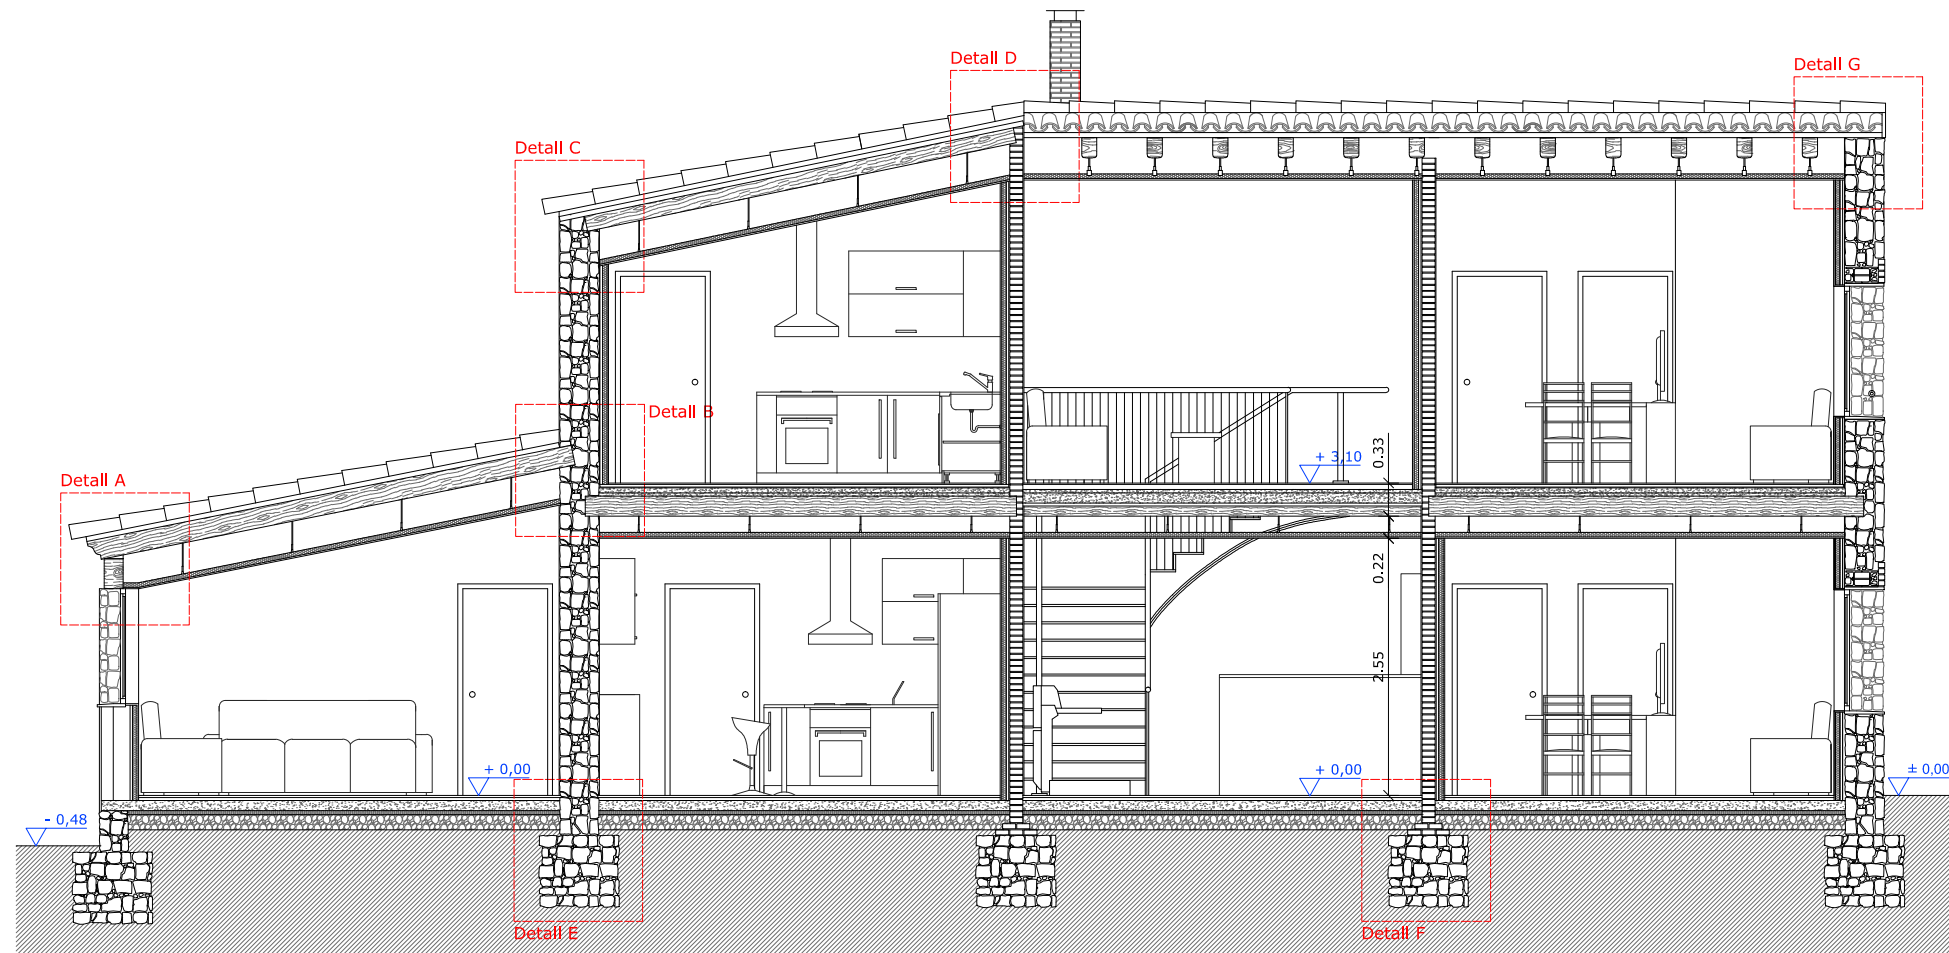 Detall D
Detall G
Detall C
Detall B
Detall A
+ 3,10
0.33
0.22
2.55
+ 0,00
+ 0,00
± 0,00
- 0,48
Detall E
Detall F